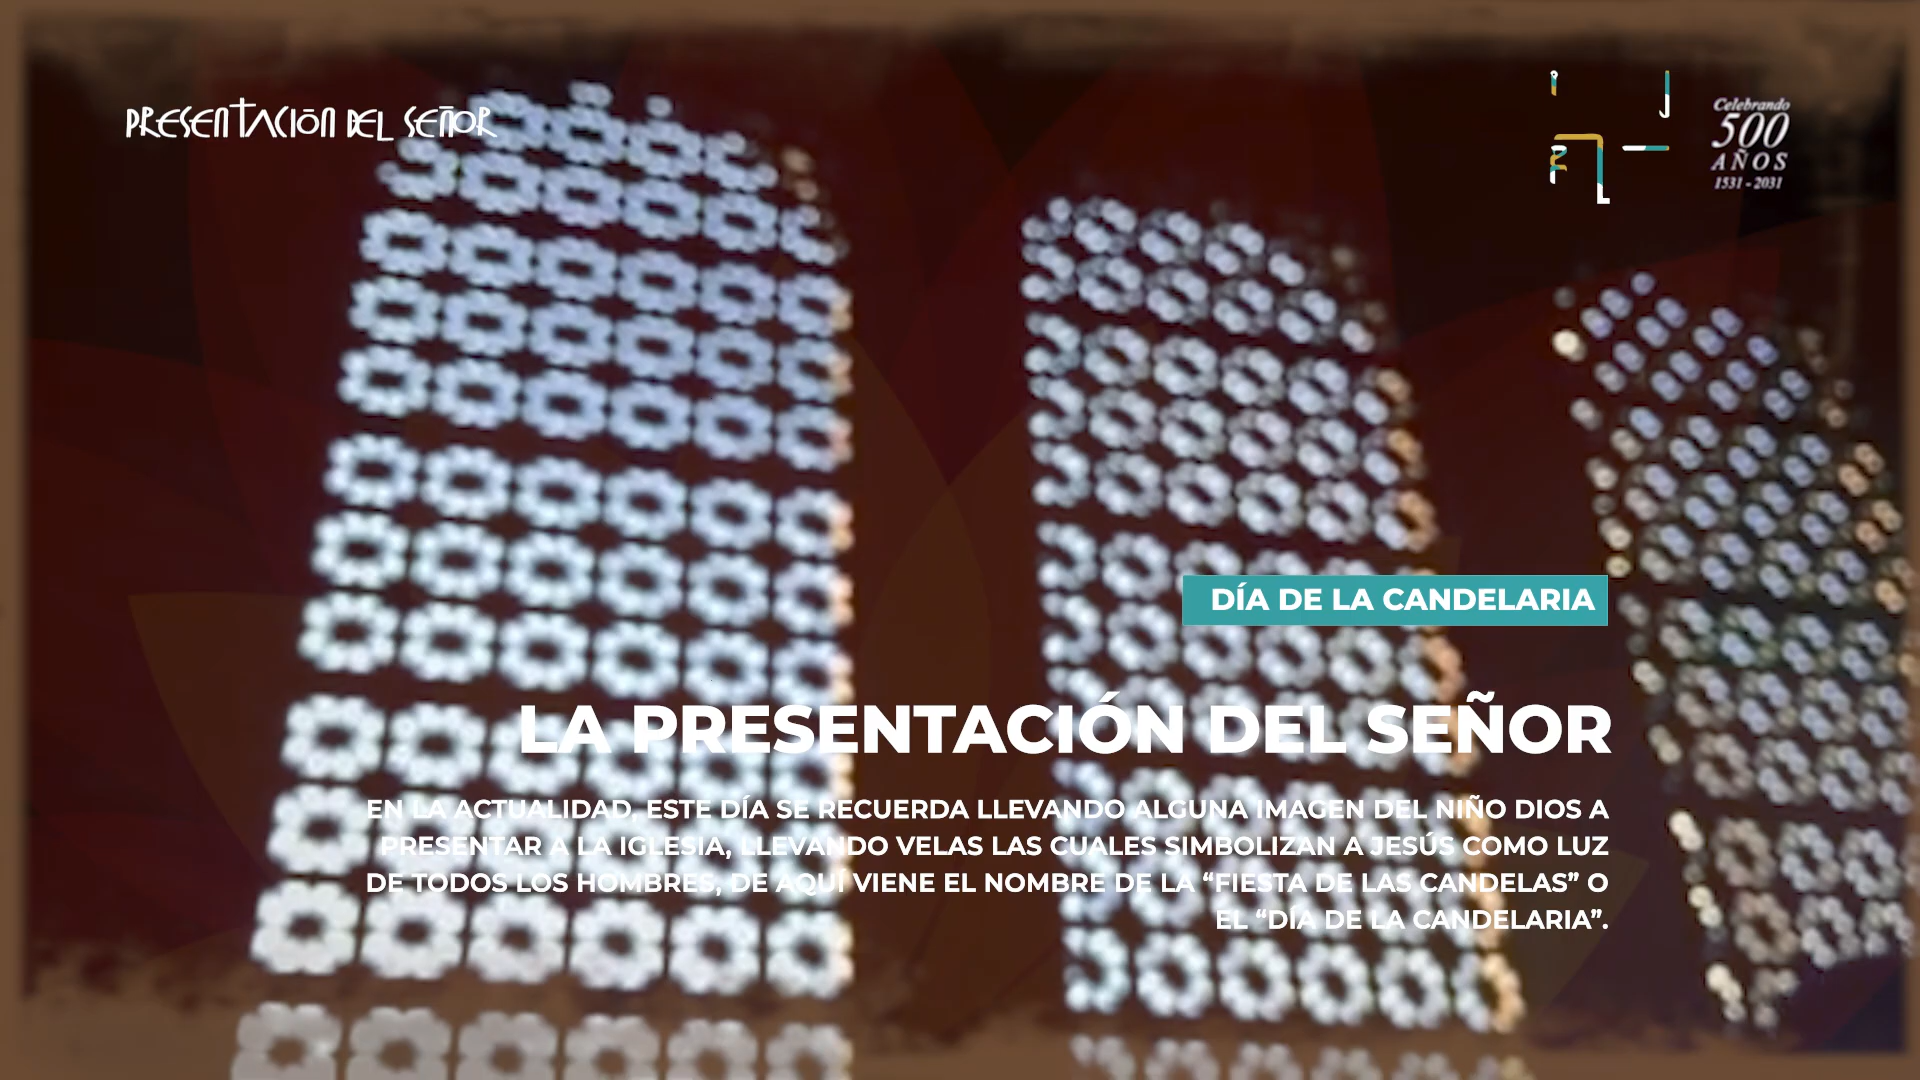 PRESENTACIÓN DEL SEÑOR
Celebrando
500
AÑOS
1531 - 2031
DÍA DE LA CANDELARIA
LA PRESENTACIÓN DEL SEÑOR
EN LA ACTUALIDAD, ESTE DÍA SE RECUERDA LLEVANDO ALGUNA IMAGEN DEL NIÑO DIOS A
PRESENTAR A LA IGLESIA, LLEVANDO VELAS LAS CUALES SIMBOLIZAN A JESÚS COMO LUZ
DE TODOS LOS HOMBRES, DE AQUÍ VIENE EL NOMBRE DE LA “FIESTA DE LAS CANDELAS” O
EL “DÍA DE LA CANDELARIA”.